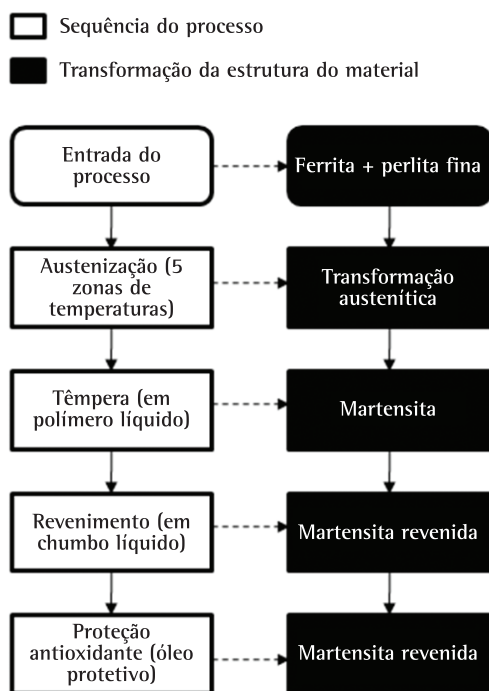 Sequência do processo
Transformação da estrutura do material
Entrada do
processo
Ferrita + perlita fina
Austenização (5
zonas de
temperaturas)
Transformação
austenítica
Têmpera (em
polímero líquido)
Martensita
Revenimento (em
chumbo líquido)
Martensita revenida
Proteção
antioxidante (óleo
protetivo)
Martensita revenida